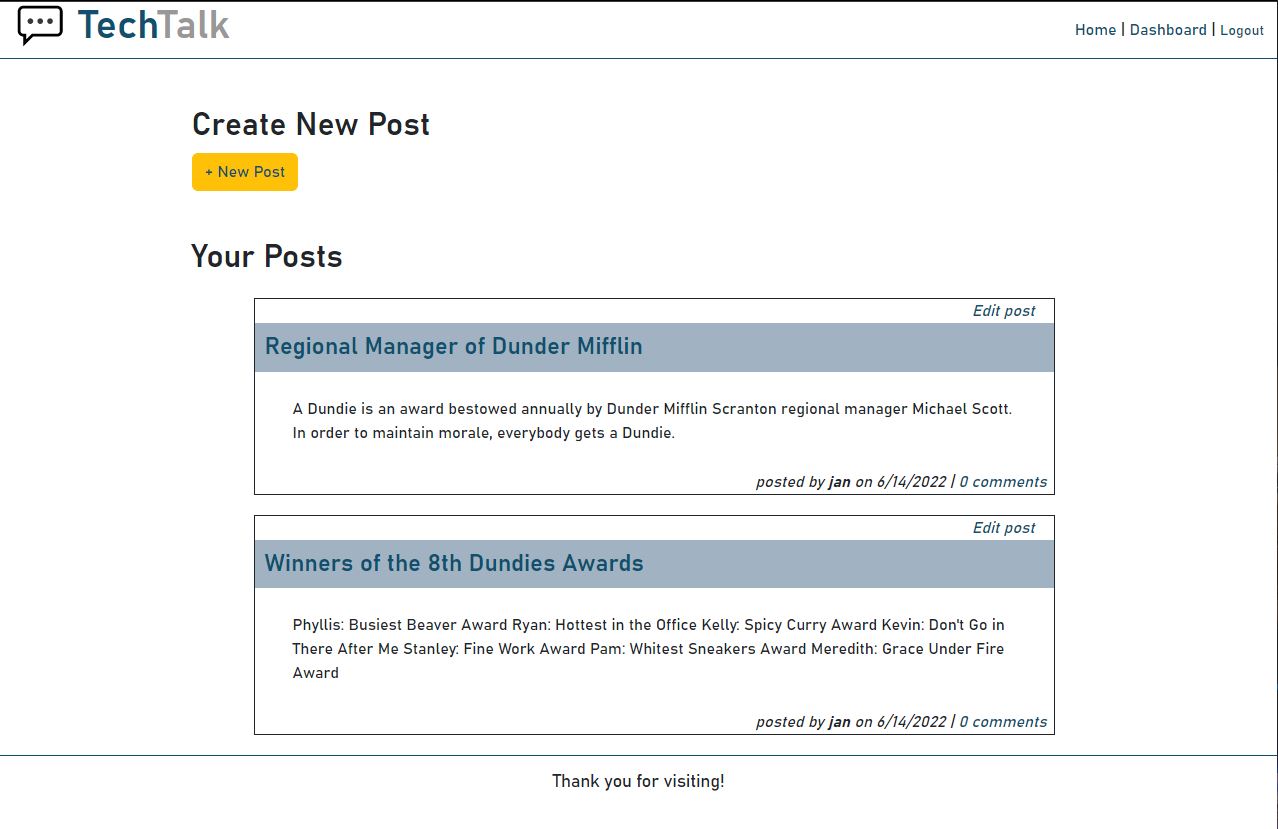 TechTalk
Home | Dashboard | Logout
Create New Post
+ New Post
Your Posts
Edit post
Regional Manager of Dunder Mifflin
A Dundie is an award bestowed annually by Dunder Mifflin Scranton regional manager Michael Scott.
In order to maintain morale, everybody gets a Dundie.
posted by jan on 6/14/2022 | 0 comments
Edit post
Winners of the 8th Dundies Awards
Phyllis: Busiest Beaver Award Ryan: Hottest in the Office Kelly: Spicy Curry Award Kevin: Don't Go in
There After Me Stanley: Fine Work Award Pam: Whitest Sneakers Award Meredith: Grace Under Fire
Award
posted by jan on 6/14/2022 | 0 comments
Thank you for visiting!